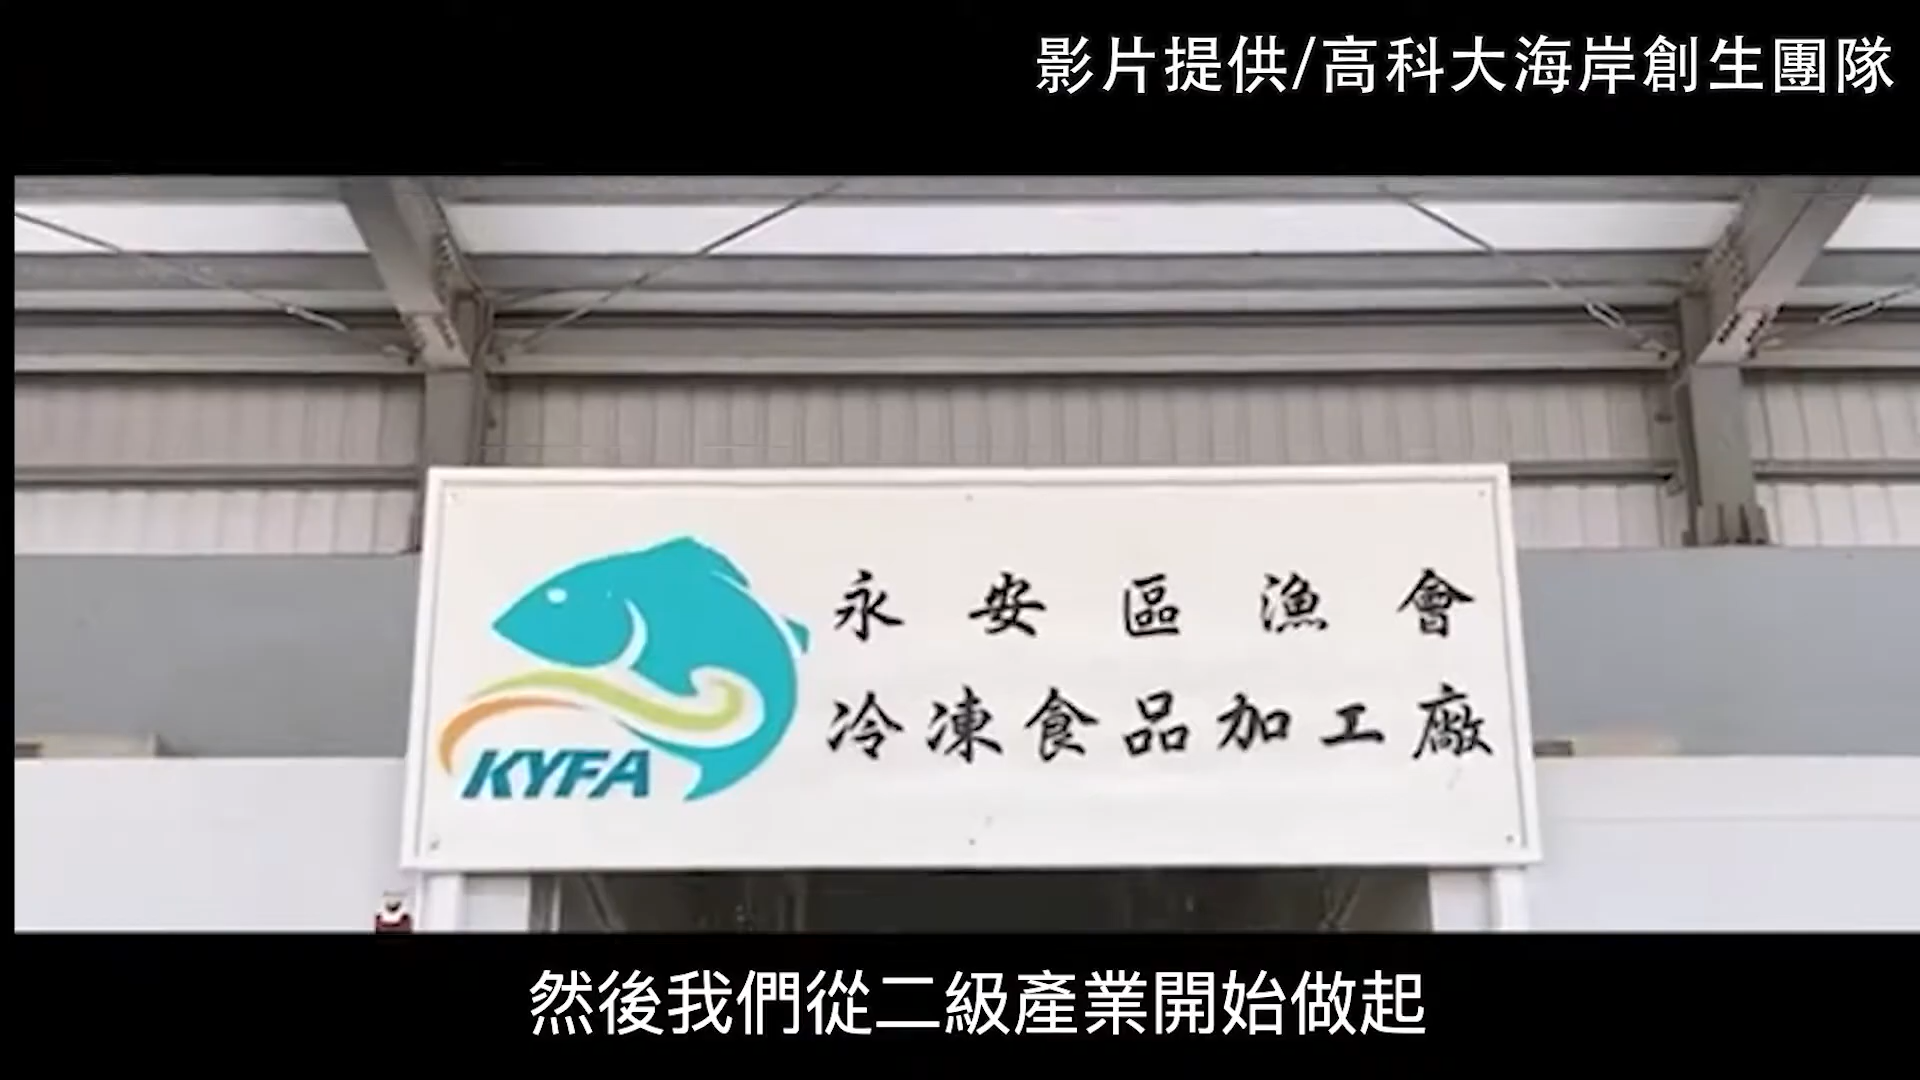 影片提供/高科大海岸創生團隊
永安區漁會
冷凍食品加工廠
KYFA
然後我們從二級產業開始做起